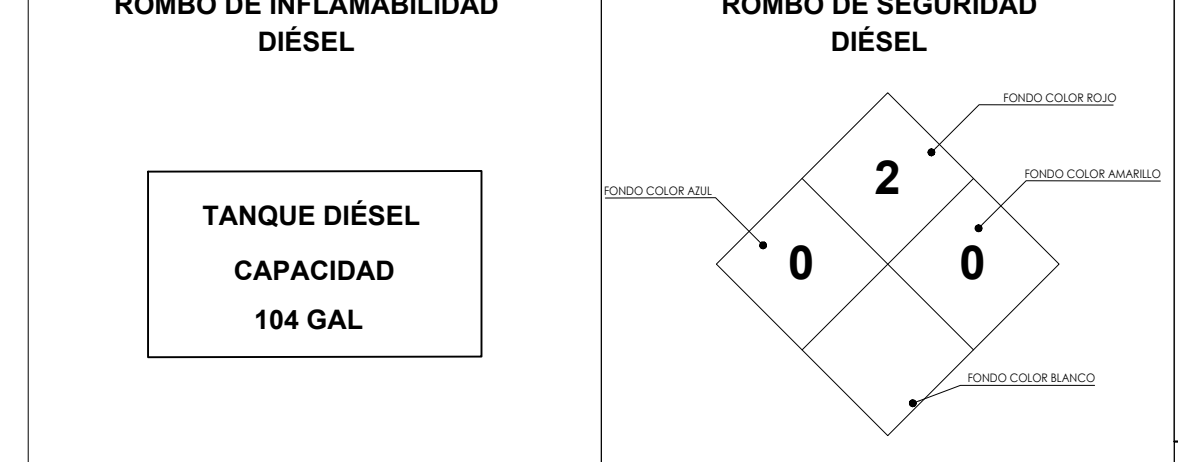 ROMBO DE INFLAMABILIDAD
DIÉSEL
TANQUE DIÉSEL
CAPACIDAD
104 GAL
ROMBO DE SEGURIDAD
DIÉSEL
FONDO COLOR ROJO
2
FONDO COLOR AMARILLO
FONDO COLOR AZUL
0
0
FONDO COLOR BLANCO